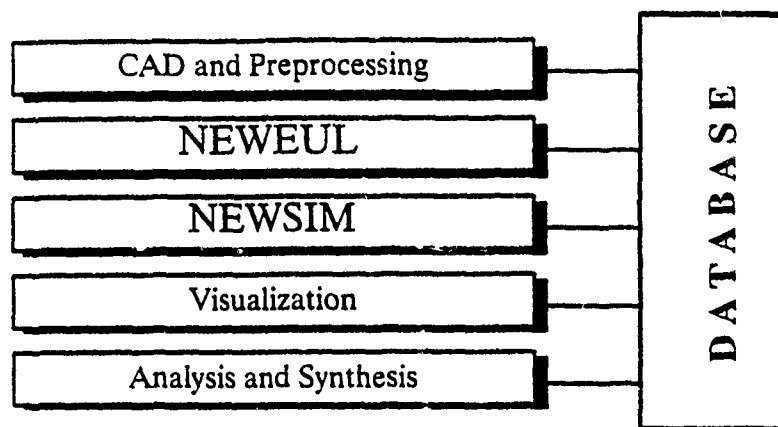 CAD and Preprocessing
NEWEUL
NEWSIM
Visualization
Analysis and Synthesis
DATABASE